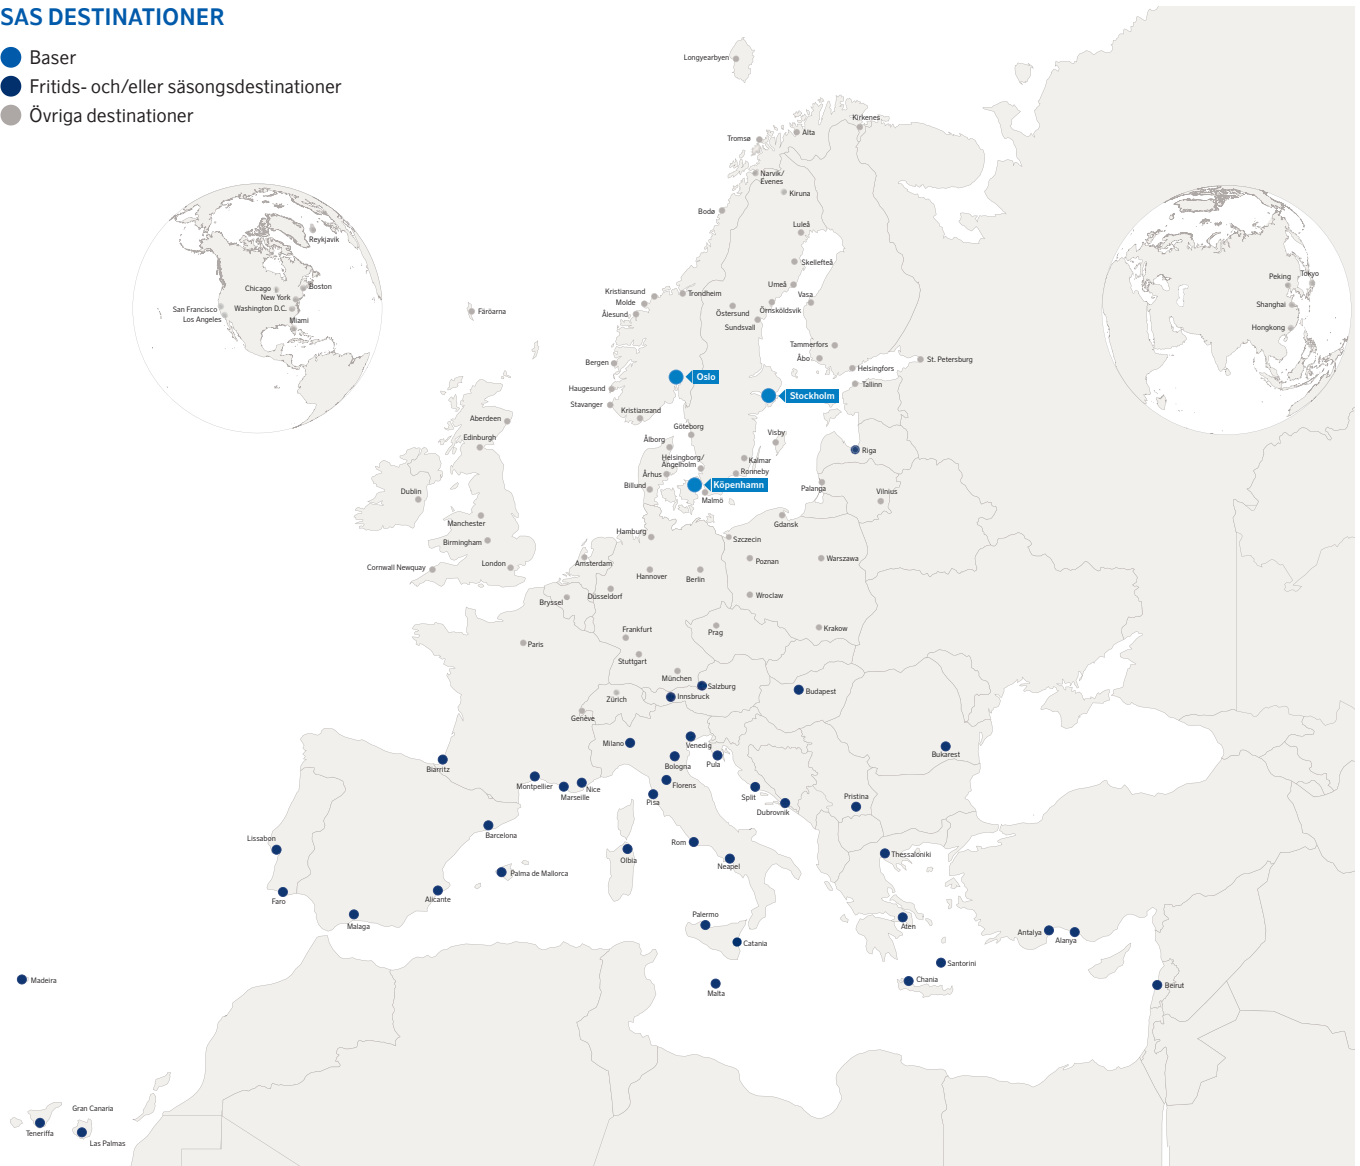 SAS DESTINATIONER
Baser
Fritids- och/eller säsongsdestinationer
Övriga destinationer
Longyearbyen
Kirkenes
Alta
Tromsø
Narvik/
Evenes
Kiruna
Bodø
Luleå
Skellefteå
Umeå
Vasa
Örnsköldsvik
Östersund
Sundsvall
Trondheim
Kristiansund
Molde
Ålesund
Färöarna
Tammerfors
Åbo
Helsingfors
St. Petersburg
Tallinn
Bergen
Oslo
Stockholm
Haugesund
Stavanger
Kristiansand
Göteborg
Visby
Ålborg
Helsingborg/
Ängelholm
Kalmar
Ronneby
Riga
Århus
Billund
Köpenhamn
Malmö
Palanga
Vilnius
Gdansk
Reykjavik
Chicago
Boston
New York
San Francisco
Washington D.C.
Los Angeles
Miami
Peking
Tokyo
Shanghai
Hongkong
Aberdeen
Edinburgh
Dublin
Manchester
Birmingham
Cornwall Newquay
London
Hamburg
Szczecin
Amsterdam
Hannover
Berlin
Poznan
Warszawa
Düsseldorf
Bryssel
Wroclaw
Paris
Frankfurt
Prag
Krakow
Stuttgart
München
Salzburg
Innsbruck
Budapest
Zürich
Genève
Milano
Venedig
Bologna
Pula
Bukarest
Biarritz
Montpellier
Marseille
Nice
Florens
Pisa
Split
Dubrovnik
Pristina
Barcelona
Lissabon
Rom
Olbia
Neapel
Thessaloniki
Palma de Mallorca
Alicante
Faro
Malaga
Palermo
Catania
Aten
Antalya
Alanya
Santorini
Chania
Malta
Beirut
Madeira
Gran Canaria
Teneriffa
Las Palmas